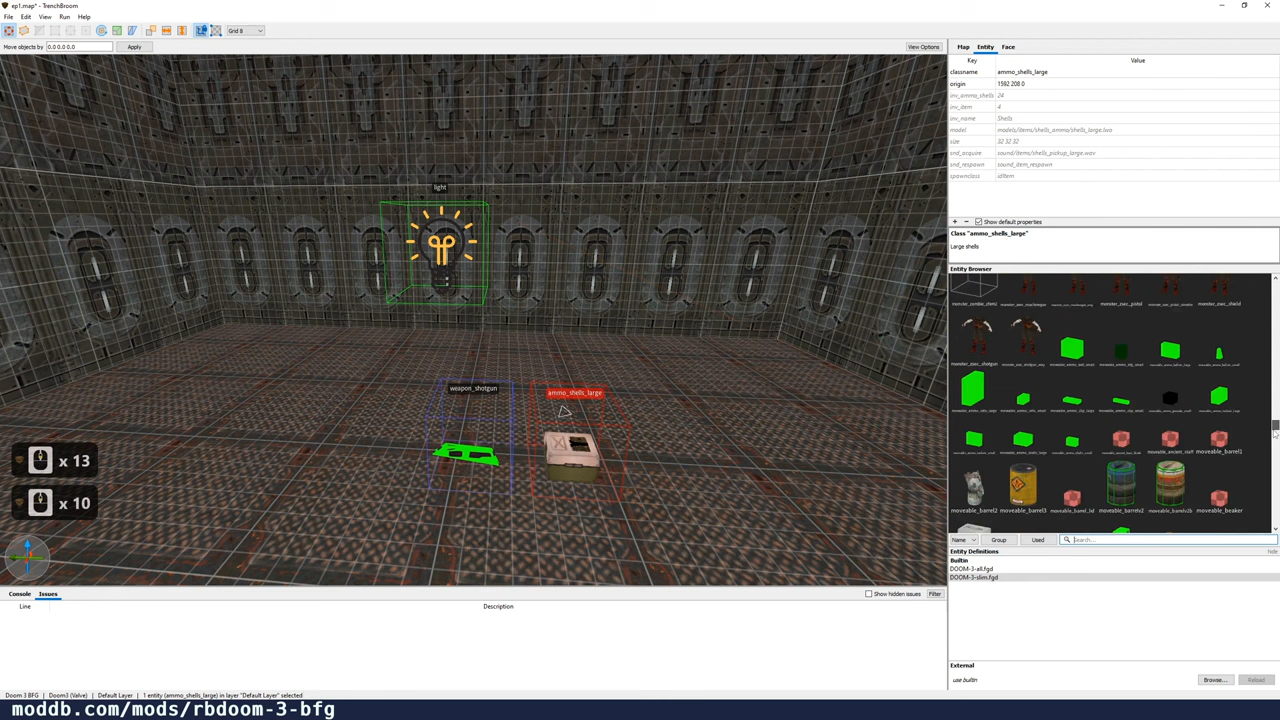 ep1.map* - TrenchBroom
File Edit View Run Help
Grid 8
Move objects by 0.0 0.0 0.0 Apply View Options
Map Entity Face
Key Value
classname ammo_shells_large
origin 1592 208 0
inv_ammo_shells 24
inv_item 4
inv_name Shells
model models/items/shells_ammo/shells_large.lwo
size 32 32 32
snd_acquire sound/items/shells_pickup_large.wav
snd_respawn sound_item_respawn
spawnclass idItem
+ - Show default properties
Class "ammo_shells_large"
Large shells
Entity Browser
light
weapon_shotgun
ammo_shells_large
x 13
x 10
moveable_barrel1
moveable_barrel2 moveable_barrel3 moveable_barrelv2 moveable_barrelv2b moveable_beaker
Name Group Used Search...
Entity Definitions Hide
Builtin
DOOM-3-all.fgd
DOOM-3-slim.fgd
External
use builtin Browse... Reload
Console Issues Show hidden issues Filter
Line Description
Doom 3 BFG | Doom3 (Valve) | Default Layer | 1 entity (ammo_shells_large) in layer "Default Layer" selected
moddb.com/mods/rbdoom-3-bfg